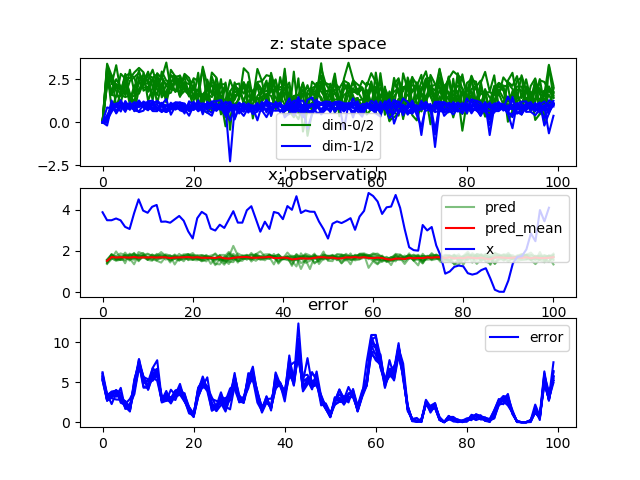 z: state space
2.5
0.0
−2.5
dim-0/2
dim-1/2
0 20 40 60 80 100
x: observation
4
2
0
pred
pred_mean
x
0 20 40 60 80 100
error
10
5
0
error
0 20 40 60 80 100